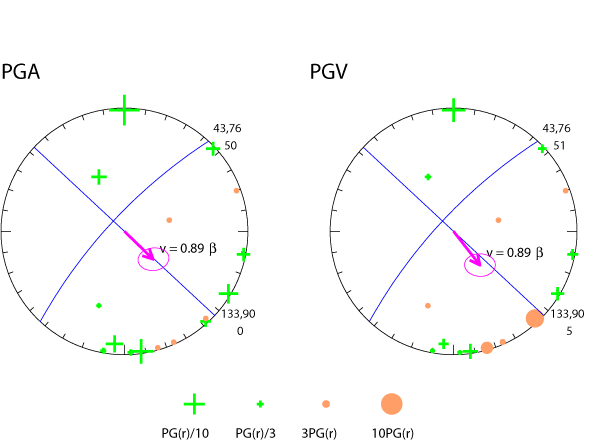 PGA
PGV
43,76
50
43,76
51
v = 0.89 β
v = 0.89 β
133,90
0
133,90
5
PG(r)/10
PG(r)/3
3PG(r)
10PG(r)